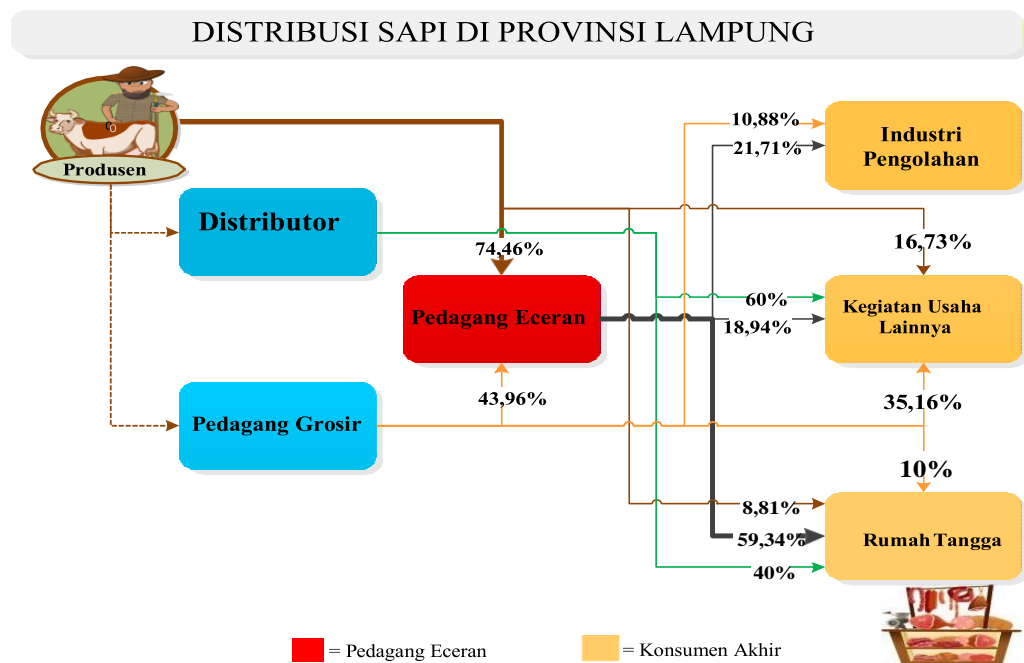 DISTRIBUSI SAPI DI PROVINSI LAMPUNG
Produsen
Distributor
Pedagang Grosir
74,46%
Pedagang Eceran
43,96%
10,88%
21,71%
Industri
Pengolahan
16,73%
60%
18,94%
Kegiatan Usaha
Lainnya
35,16%
10%
8,81%
59,34%
40%
Rumah Tangga
= Pedagang Eceran
= Konsumen Akhir